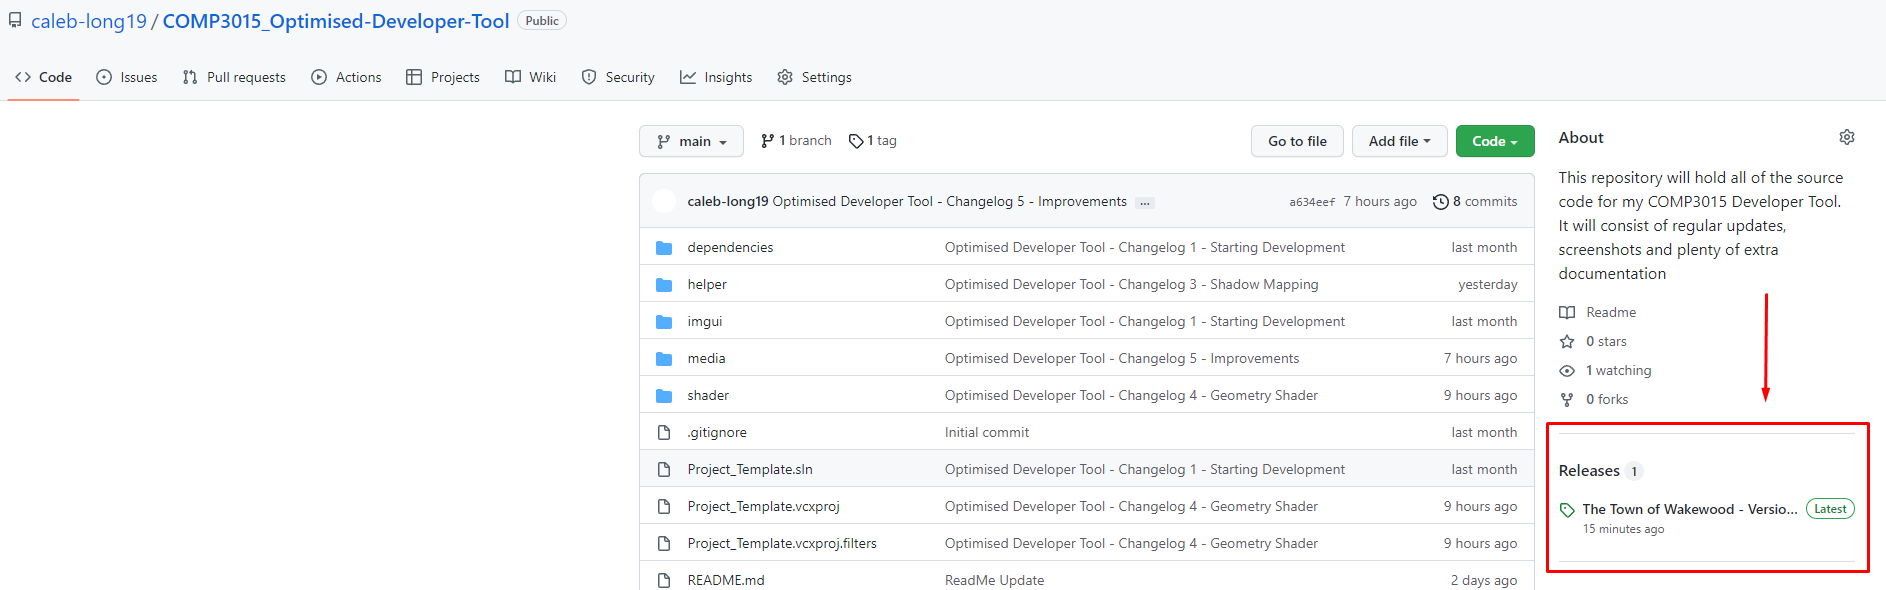 caleb-long19 / COMP3015_Optimised-Developer-Tool Public
Code Issues Pull requests Actions Projects Wiki Security Insights Settings
main 1 branch 1 tag Go to file Add file Code
caleb-long19 Optimised Developer Tool - Changelog 5 - Improvements ... a634eef 7 hours ago 8 commits
dependencies Optimised Developer Tool - Changelog 1 - Starting Development last month
helper Optimised Developer Tool - Changelog 3 - Shadow Mapping yesterday
imgui Optimised Developer Tool - Changelog 1 - Starting Development last month
media Optimised Developer Tool - Changelog 5 - Improvements 7 hours ago
shader Optimised Developer Tool - Changelog 4 - Geometry Shader 9 hours ago
.gitignore Initial commit last month
Project_Template.sln Optimised Developer Tool - Changelog 1 - Starting Development last month
Project_Template.vcxproj Optimised Developer Tool - Changelog 4 - Geometry Shader 9 hours ago
Project_Template.vcxproj.filters Optimised Developer Tool - Changelog 4 - Geometry Shader 9 hours ago
README.md ReadMe Update 2 days ago
About
This repository will hold all of the source
code for my COMP3015 Developer Tool.
It will consist of regular updates,
screenshots and plenty of extra
documentation
Readme
0 stars
1 watching
0 forks
Releases 1
The Town of Wakewood - Versio... Latest
15 minutes ago